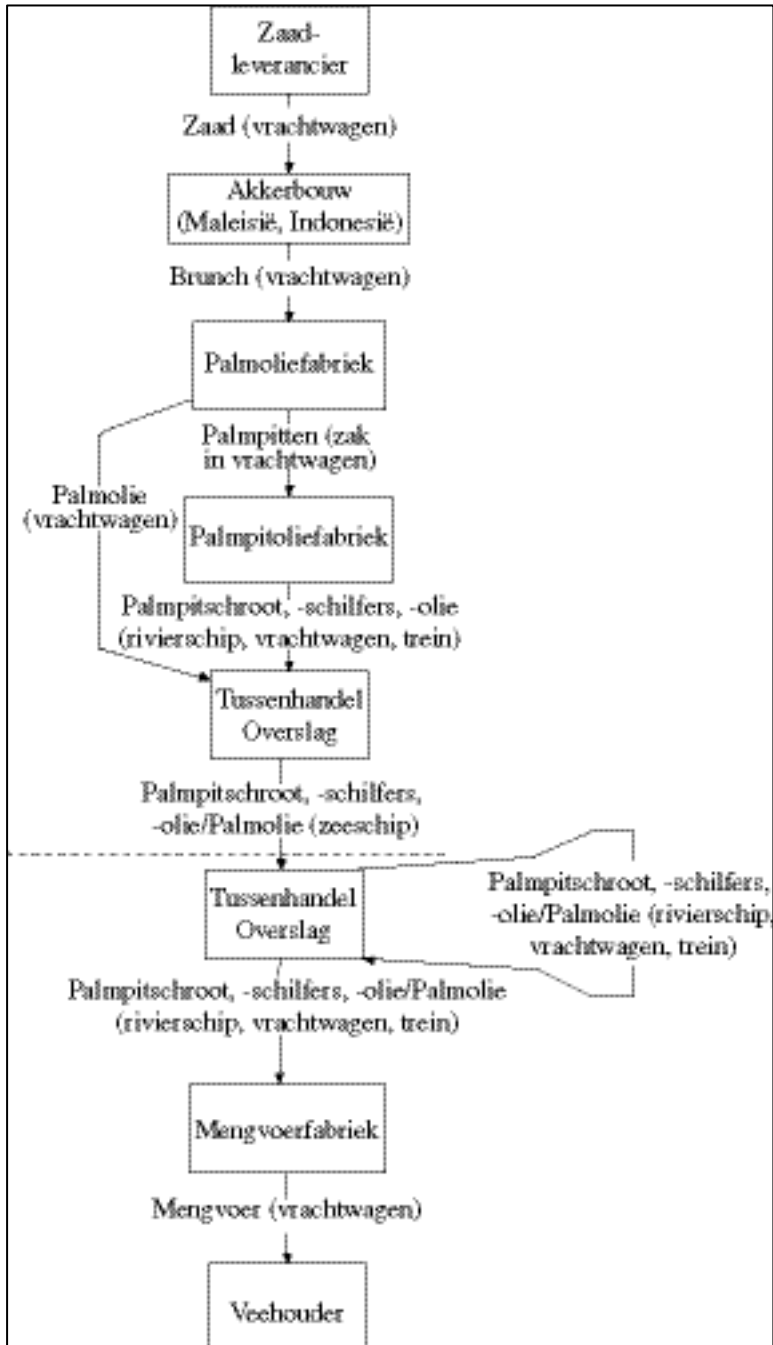 Zaad-
leverancier
Zaad (vrachtwagen)
Akkerbouw
(Maleisië, Indonesië)
Brunch (vrachtwagen)
Palmoliefabriek
Palmpitten (zak
in vrachtwagen)
Palmolie
(vrachtwagen)
Palmpitoliefabriek
Palmpitschroot, -schilfers, -olie
(rivierschip, vrachtwagen, trein)
Tussenhandel
Overslag
Palmpitschroot, -schilfers,
-olie/Palmolie (zeeschip)
Tussenhandel
Overslag
Palmpitschroot, -schilfers,
-olie/Palmolie (rivierschip,
vrachtwagen, trein)
Palmpitschroot, -schilfers, -olie/Palmolie
(rivierschip, vrachtwagen, trein)
Mengvoerfabriek
Mengvoer (vrachtwagen)
Veehouder